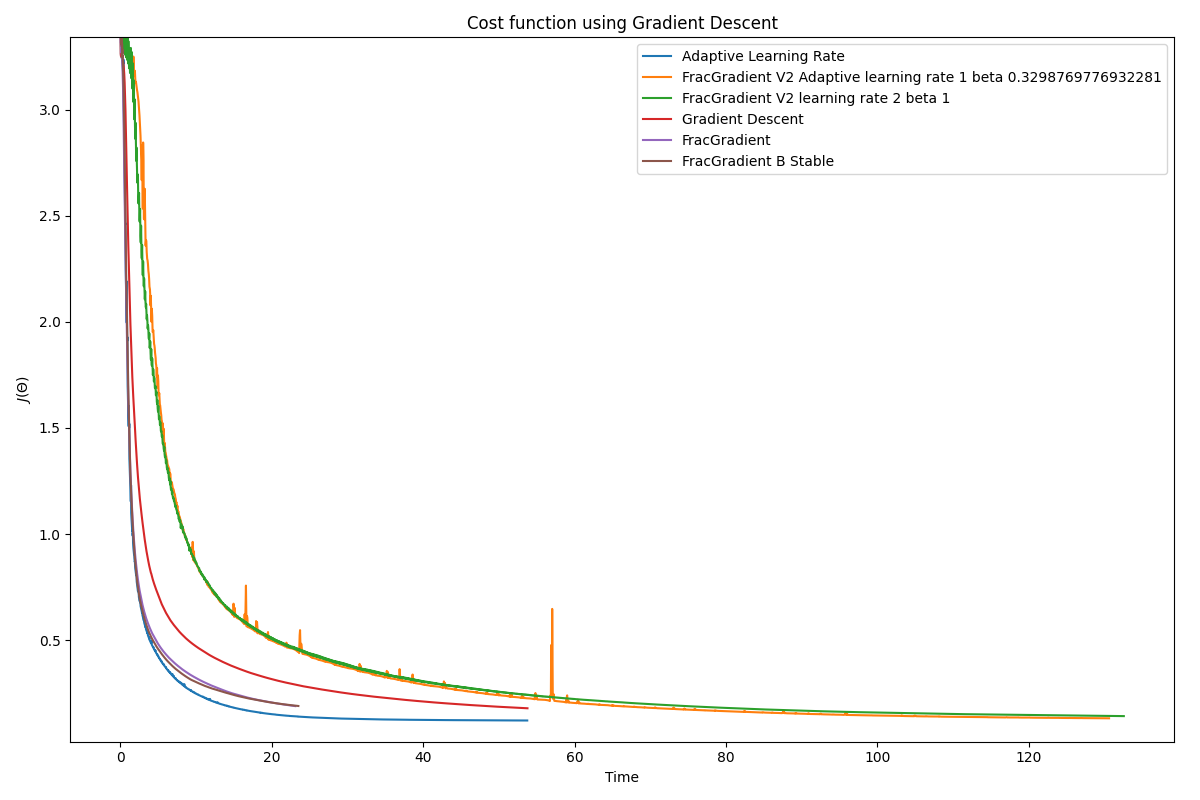 Cost function using Gradient Descent
Adaptive Learning Rate
FracGradient V2 Adaptive learning rate 1 beta 0.3298769776932281
FracGradient V2 learning rate 2 beta 1
Gradient Descent
FracGradient
FracGradient B Stable
3.0
2.5
2.0
1.5
1.0
0.5
J(Θ)
0 20 40 60 80 100 120
Time